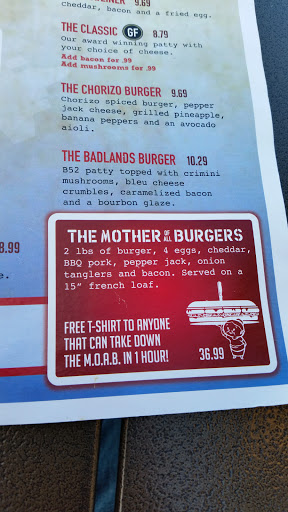 9.69
cheddar, bacon and a fried egg.
THE CLASSIC GF 8.79
Our award winning patty with
your choice of cheese.
Add bacon for .99
Add mushrooms for .99
THE CHORIZO BURGER 9.69
Chorizo spiced burger, pepper
jack cheese, grilled pineapple,
banana peppers and an avocado
aioli.
THE BADLANDS BURGER 10.29
B52 patty topped with crimini
mushrooms, bleu cheese
crumbles, caramelized bacon
and a bourbon glaze.
8.99
e.
THE MOTHER OF ALL BURGERS
2 lbs of burger, 4 eggs, cheddar,
BBQ pork, pepper jack, onion
tanglers and bacon. Served on a
15" french loaf.
FREE T-SHIRT TO ANYONE
THAT CAN TAKE DOWN
THE M.O.A.B. IN 1 HOUR!
36.99